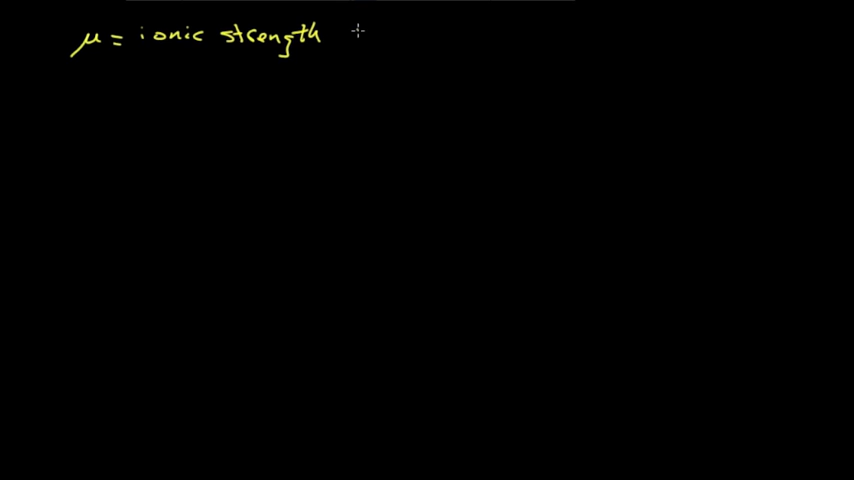 μ = ionic strength